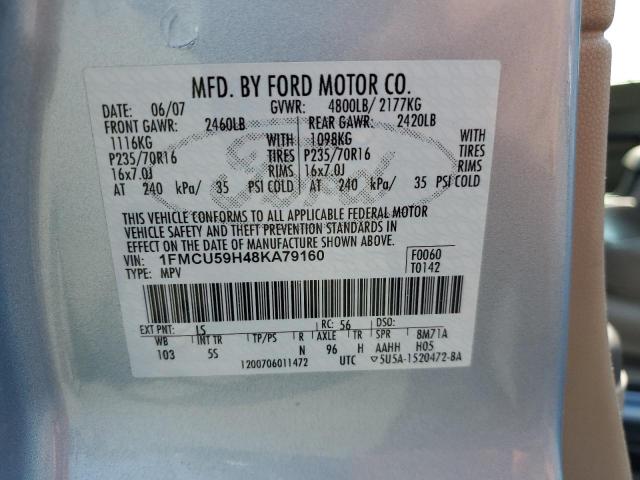 MFD. BY FORD MOTOR CO.
DATE: 06/07 GVWR: 4800LB/ 2177KG
FRONT GAWR: 2460LB REAR GAWR: 2420LB
1116KG WITH 1098KG WITH
P235/70R16 TIRES P235/70R16 TIRES
16x7.0J RIMS 16x7.0J RIMS
AT 240 kPa/ 35 PSI COLD AT 240 kPa/ 35 PSI COLD
THIS VEHICLE CONFORMS TO ALL APPLICABLE FEDERAL MOTOR
VEHICLE SAFETY AND THEFT PREVENTION STANDARDS IN
EFFECT ON THE DATE OF MANUFACTURE SHOWN ABOVE.
VIN: 1FMCU59H48KA79160 F0060
TYPE: MPV T0142
EXT PNT: LS RC: 56 DSO:
WB INT TR TP/PS R AXLE TR SPR 8M71A
103 5S N 96 H AAHH H05
1200706011472 UTC ▽5U5A-1520472-BA
Ford